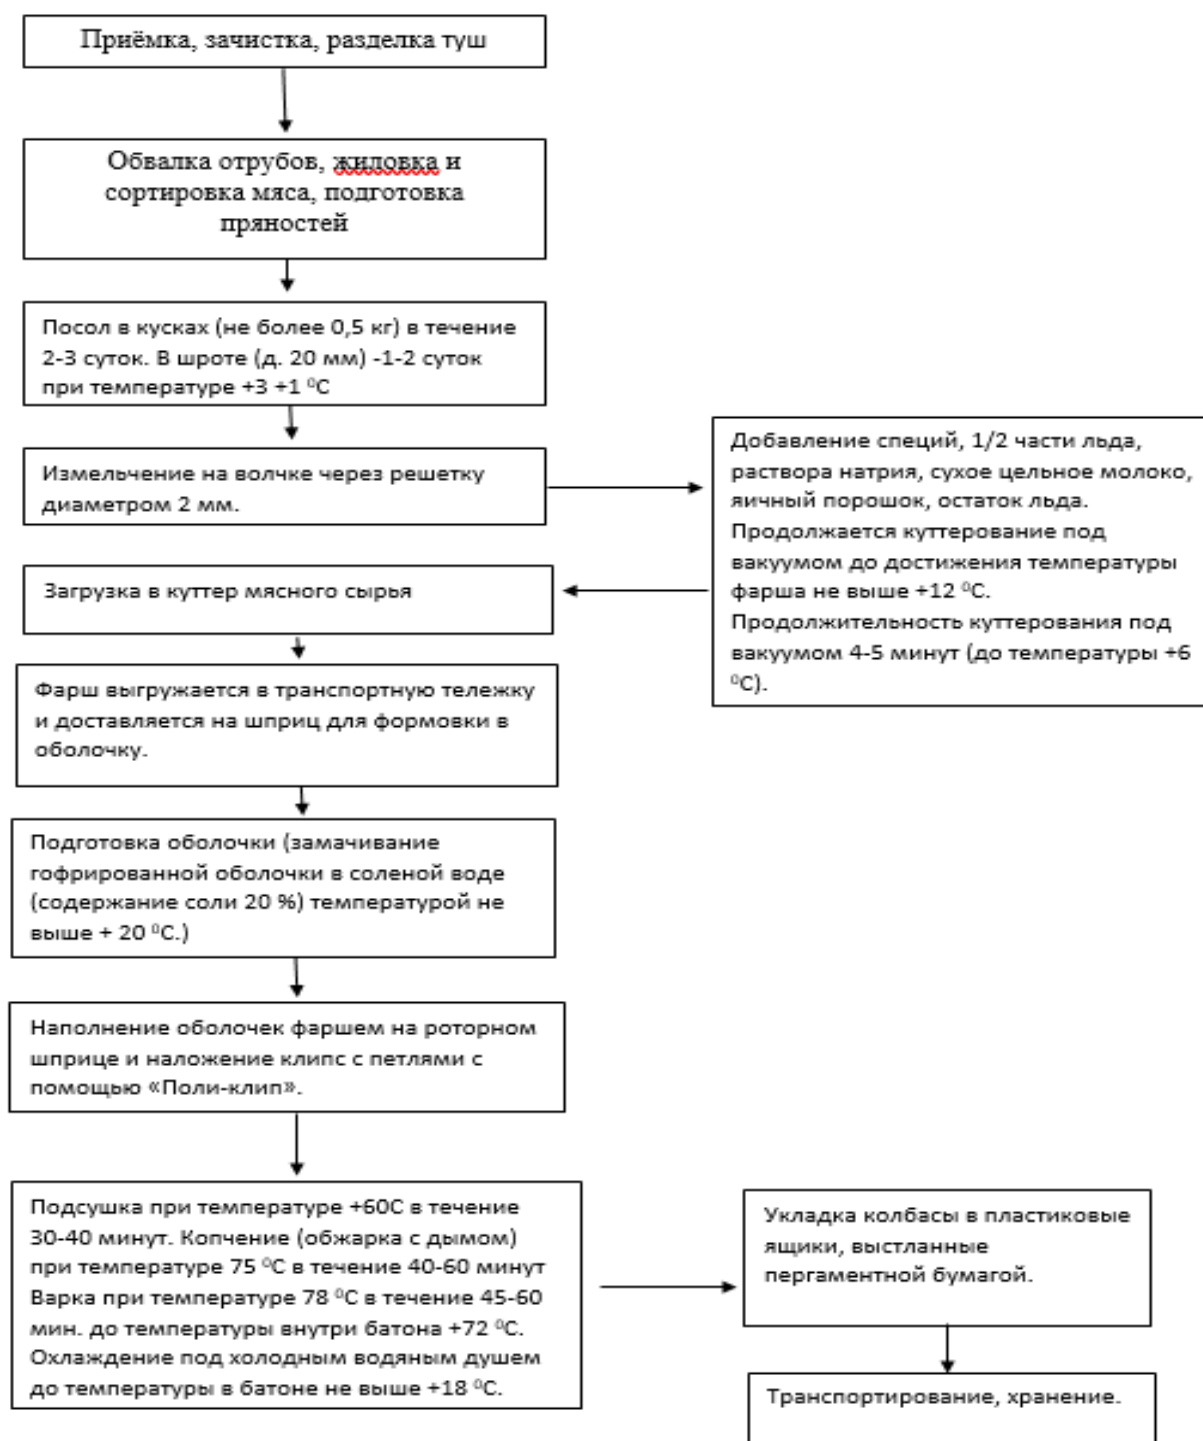 Приёмка, зачистка, разделка туш
Обвалка отрубов, жиловка и
сортировка мяса, подготовка
пряностей
Посол в кусках (не более 0,5 кг) в течение
2-3 суток. В шроте (д. 20 мм) -1-2 суток
при температуре +3 +1 ⁰С
Измельчение на волчке через решетку
диаметром 2 мм.
Добавление специй, 1/2 части льда,
раствора натрия, сухое цельное молоко,
яичный порошок, остаток льда.
Продолжается куттерование под
вакуумом до достижения температуры
фарша не выше +12 ⁰С.
Продолжительность куттерования под
вакуумом 4-5 минут (до температуры +6
⁰С).
Загрузка в куттер мясного сырья
Фарш выгружается в транспортную тележку
и доставляется на шприц для формовки в
оболочку.
Подготовка оболочки (замачивание
гофрированной оболочки в соленой воде
(содержание соли 20 %) температурой не
выше + 20 ⁰С.)
Наполнение оболочек фаршем на роторном
шприце и наложение клипс с петлями с
помощью «Поли-клип».
Подсушка при температуре +60С в течение
30-40 минут. Копчение (обжарка с дымом)
при температуре 75 ⁰С в течение 40-60 минут
Варка при температуре 78 ⁰С в течение 45-60
мин. до температуры внутри батона +72 ⁰С.
Охлаждение под холодным водяным душем
до температуры в батоне не выше +18 ⁰С.
Укладка колбасы в пластиковые
ящики, выстланные
пергаментной бумагой.
Транспортирование, хранение.